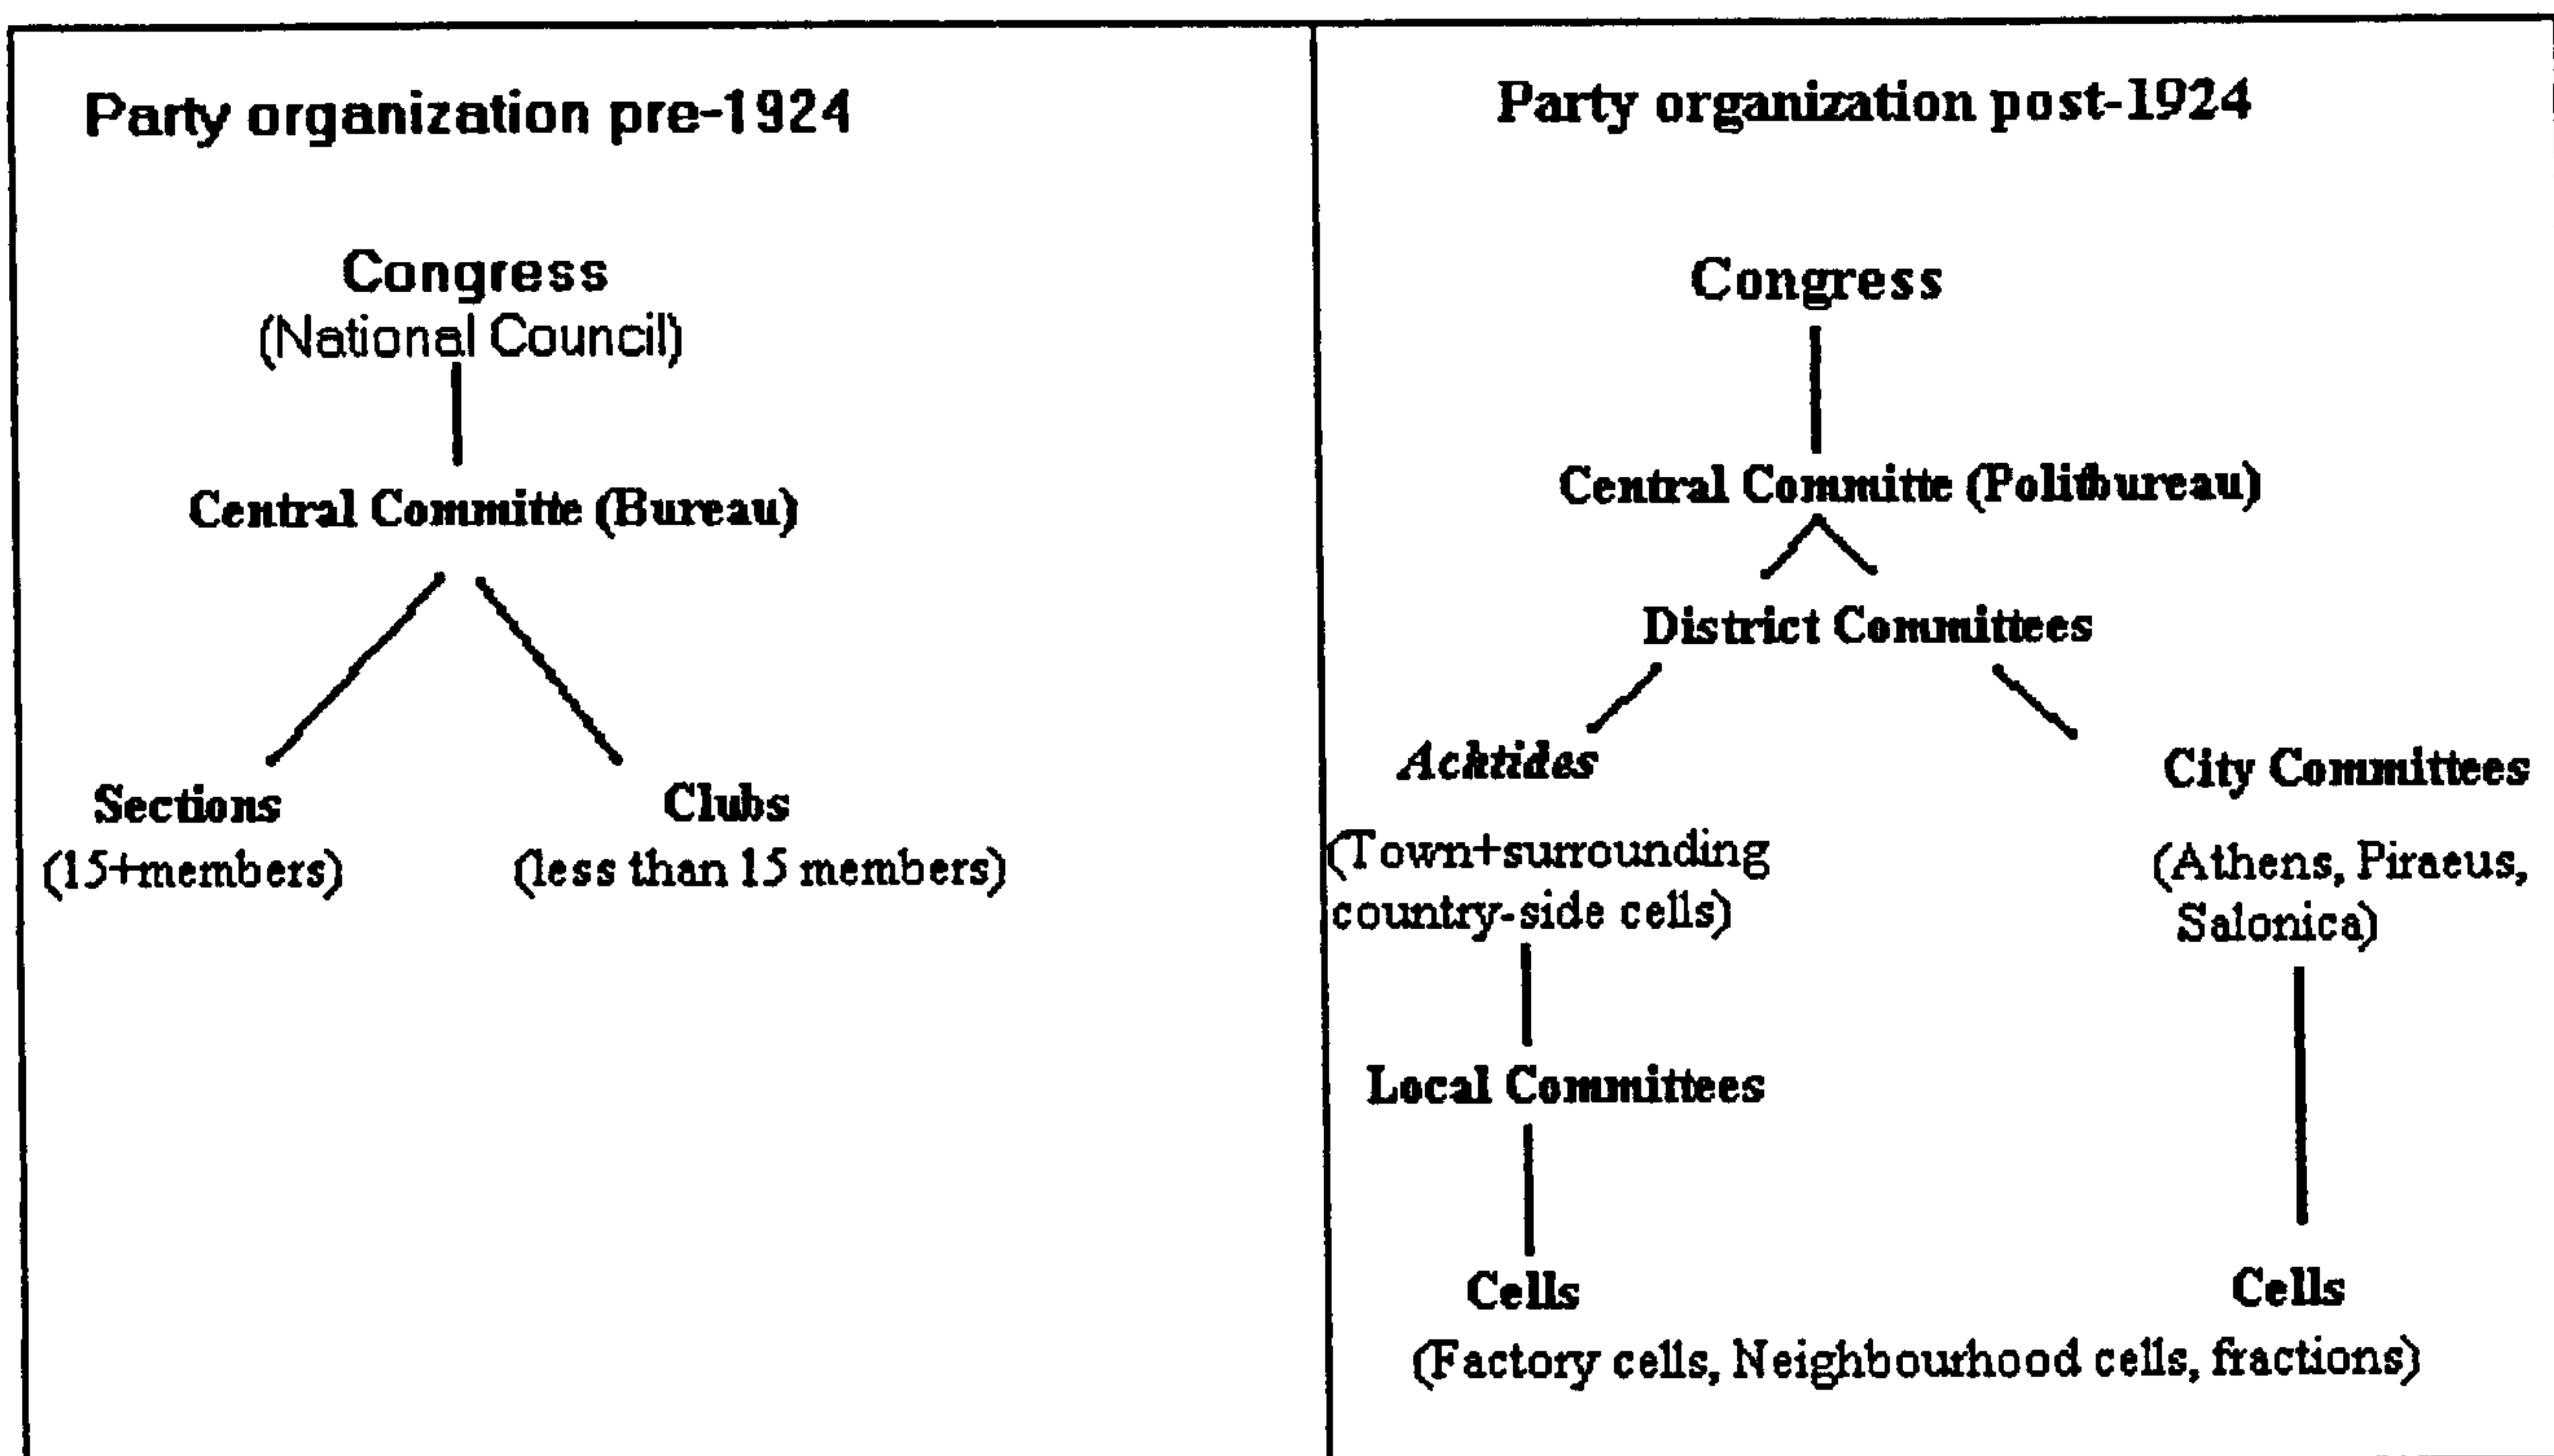 Party organization pre-1924
Congress
(National Council)
Central Committe (Bureau)
Sections
(15+members)
Clubs
(less than 15 members)
Party organization post-1924
Congress
Central Committe (Politbureau)
District Committees
Achtides
(Town+surrounding
country-side cells)
City Committees
(Athens, Piraeus,
Salonica)
Local Committees
Cells
Cells
(Factory cells, Neighbourhood cells, fractions)